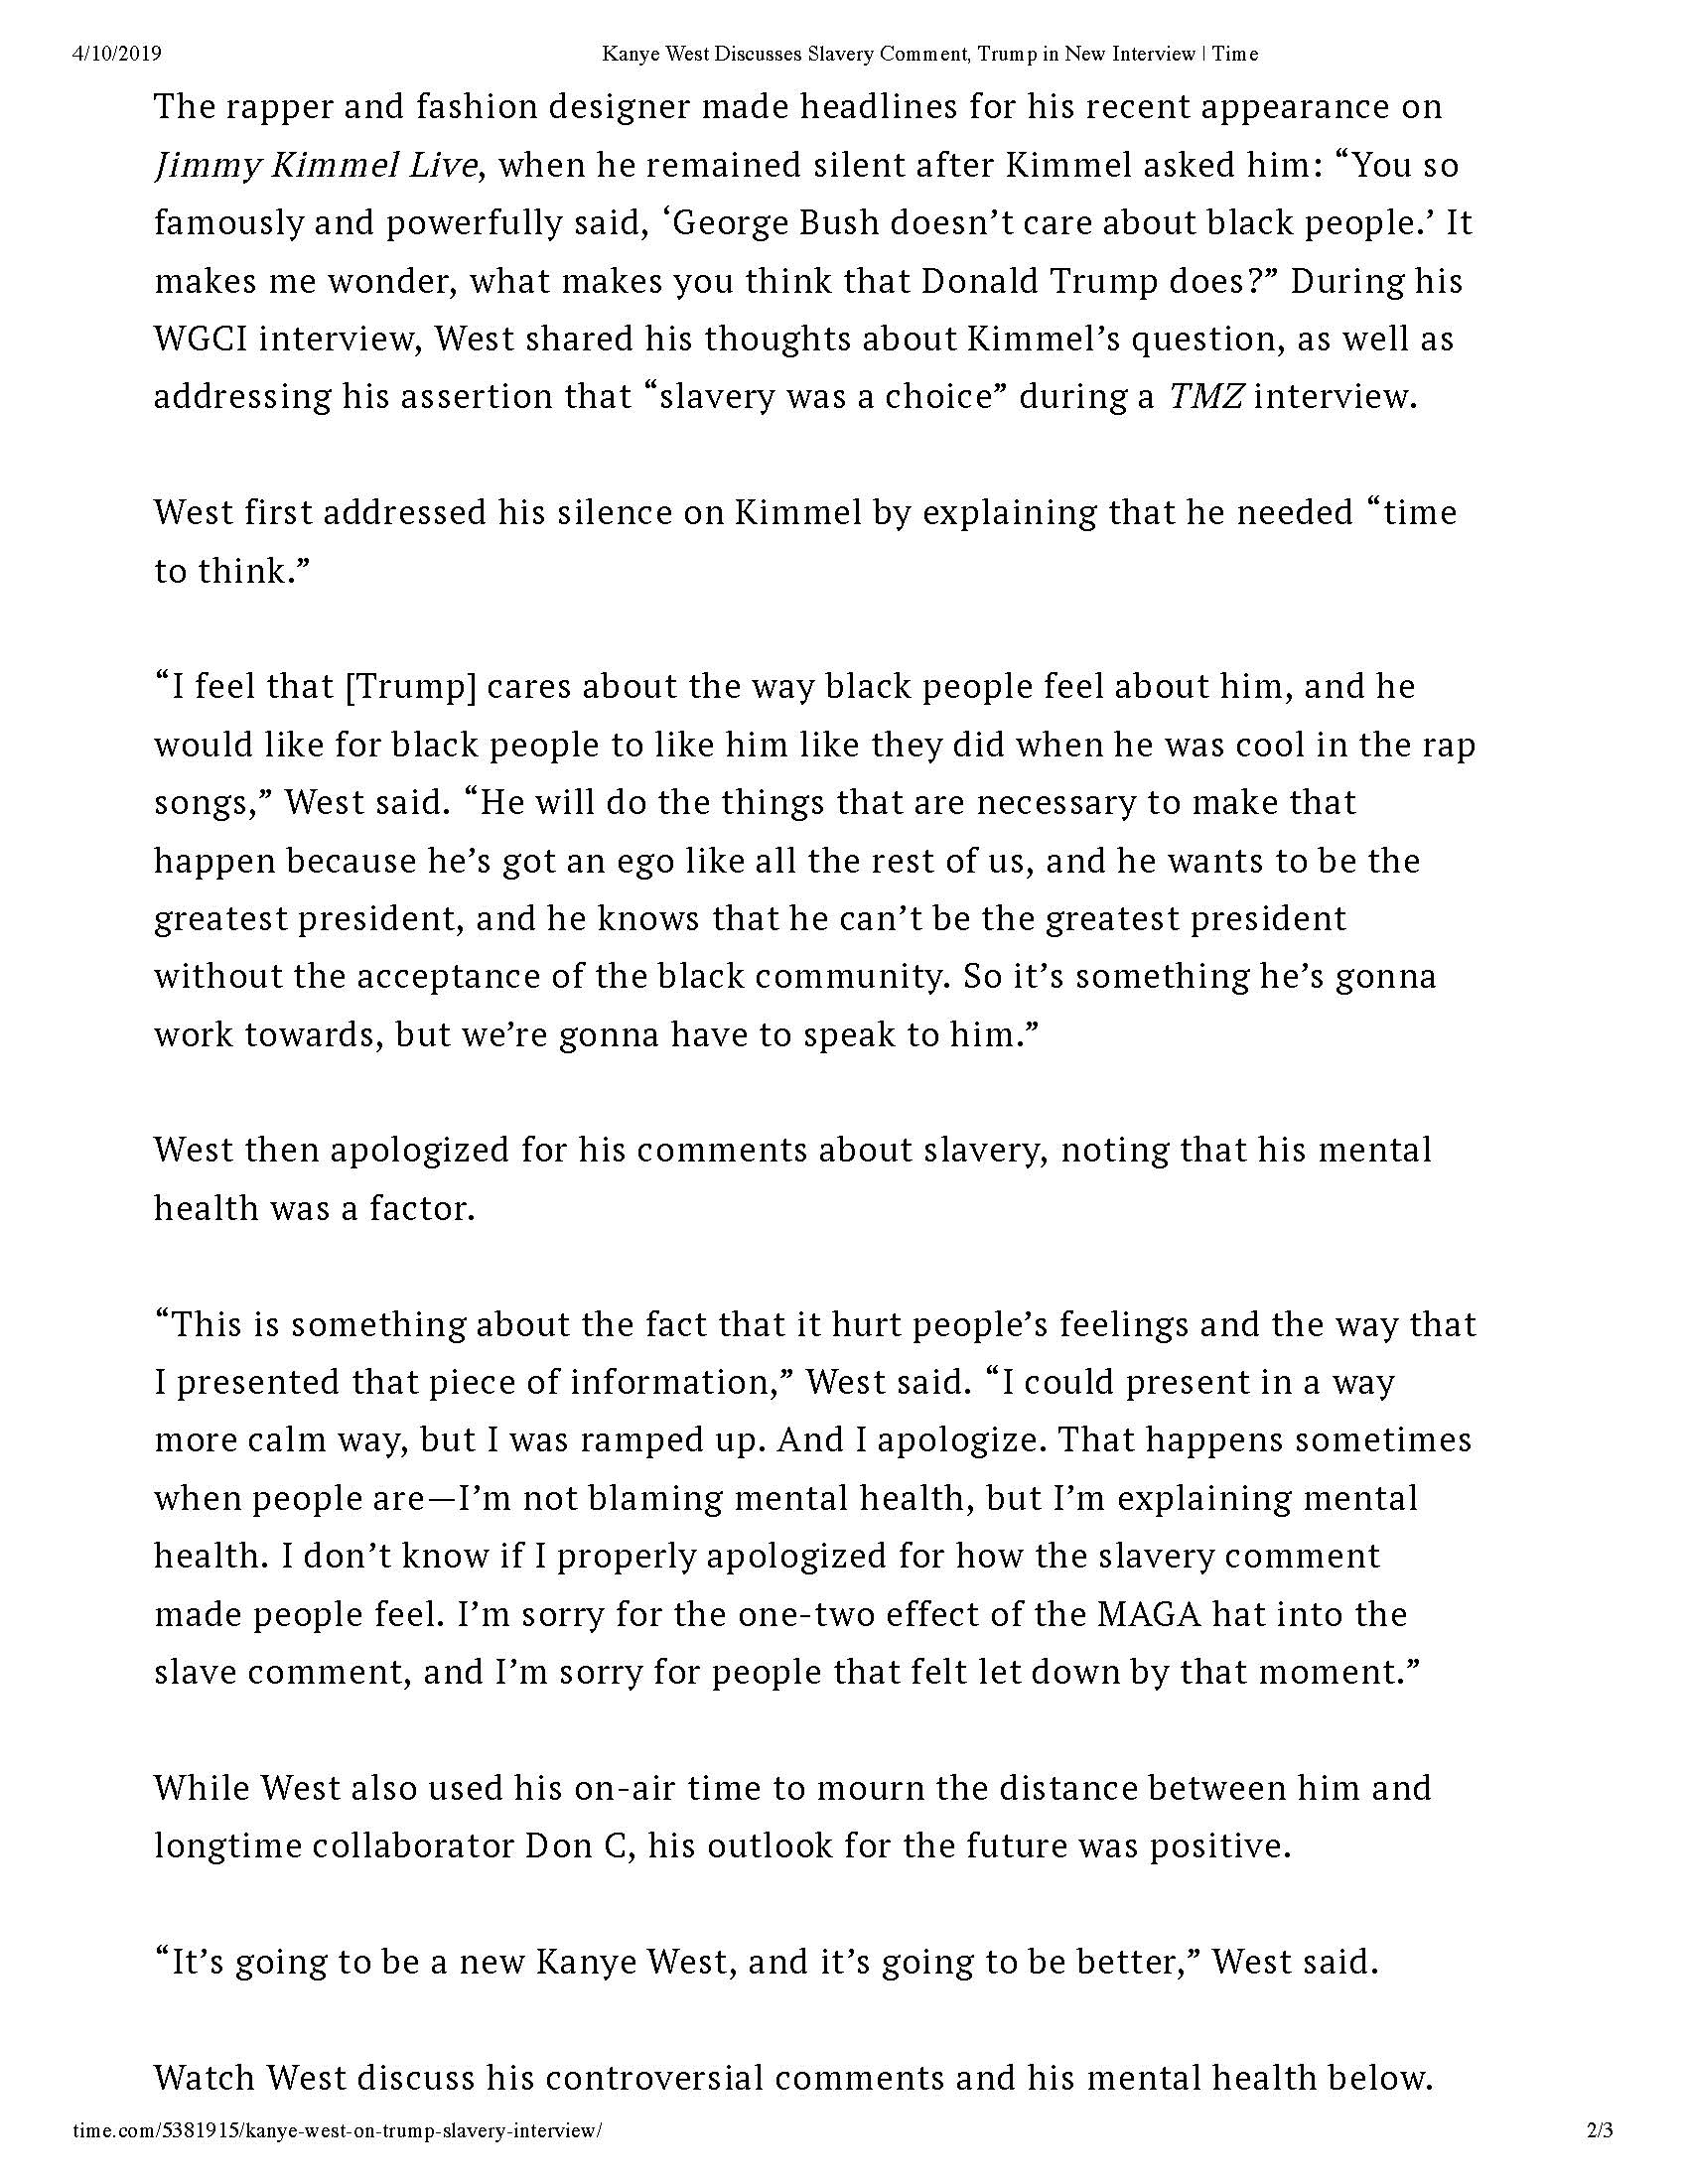 4/10/2019 Kanye West Discusses Slavery Comment, Trump in New Interview | Time
The rapper and fashion designer made headlines for his recent appearance on
Jimmy Kimmel Live, when he remained silent after Kimmel asked him: “You so
famously and powerfully said, ‘George Bush doesn’t care about black people.’ It
makes me wonder, what makes you think that Donald Trump does?” During his
WGCI interview, West shared his thoughts about Kimmel’s question, as well as
addressing his assertion that “slavery was a choice” during a TMZ interview.
West first addressed his silence on Kimmel by explaining that he needed “time
to think.”
“I feel that [Trump] cares about the way black people feel about him, and he
would like for black people to like him like they did when he was cool in the rap
songs,” West said. “He will do the things that are necessary to make that
happen because he’s got an ego like all the rest of us, and he wants to be the
greatest president, and he knows that he can’t be the greatest president
without the acceptance of the black community. So it’s something he’s gonna
work towards, but we’re gonna have to speak to him.”
West then apologized for his comments about slavery, noting that his mental
health was a factor.
“This is something about the fact that it hurt people’s feelings and the way that
I presented that piece of information,” West said. “I could present in a way
more calm way, but I was ramped up. And I apologize. That happens sometimes
when people are—I’m not blaming mental health, but I’m explaining mental
health. I don’t know if I properly apologized for how the slavery comment
made people feel. I’m sorry for the one-two effect of the MAGA hat into the
slave comment, and I’m sorry for people that felt let down by that moment.”
While West also used his on-air time to mourn the distance between him and
longtime collaborator Don C, his outlook for the future was positive.
“It’s going to be a new Kanye West, and it’s going to be better,” West said.
Watch West discuss his controversial comments and his mental health below.
time.com/5381915/kanye-west-on-trump-slavery-interview/ 2/3